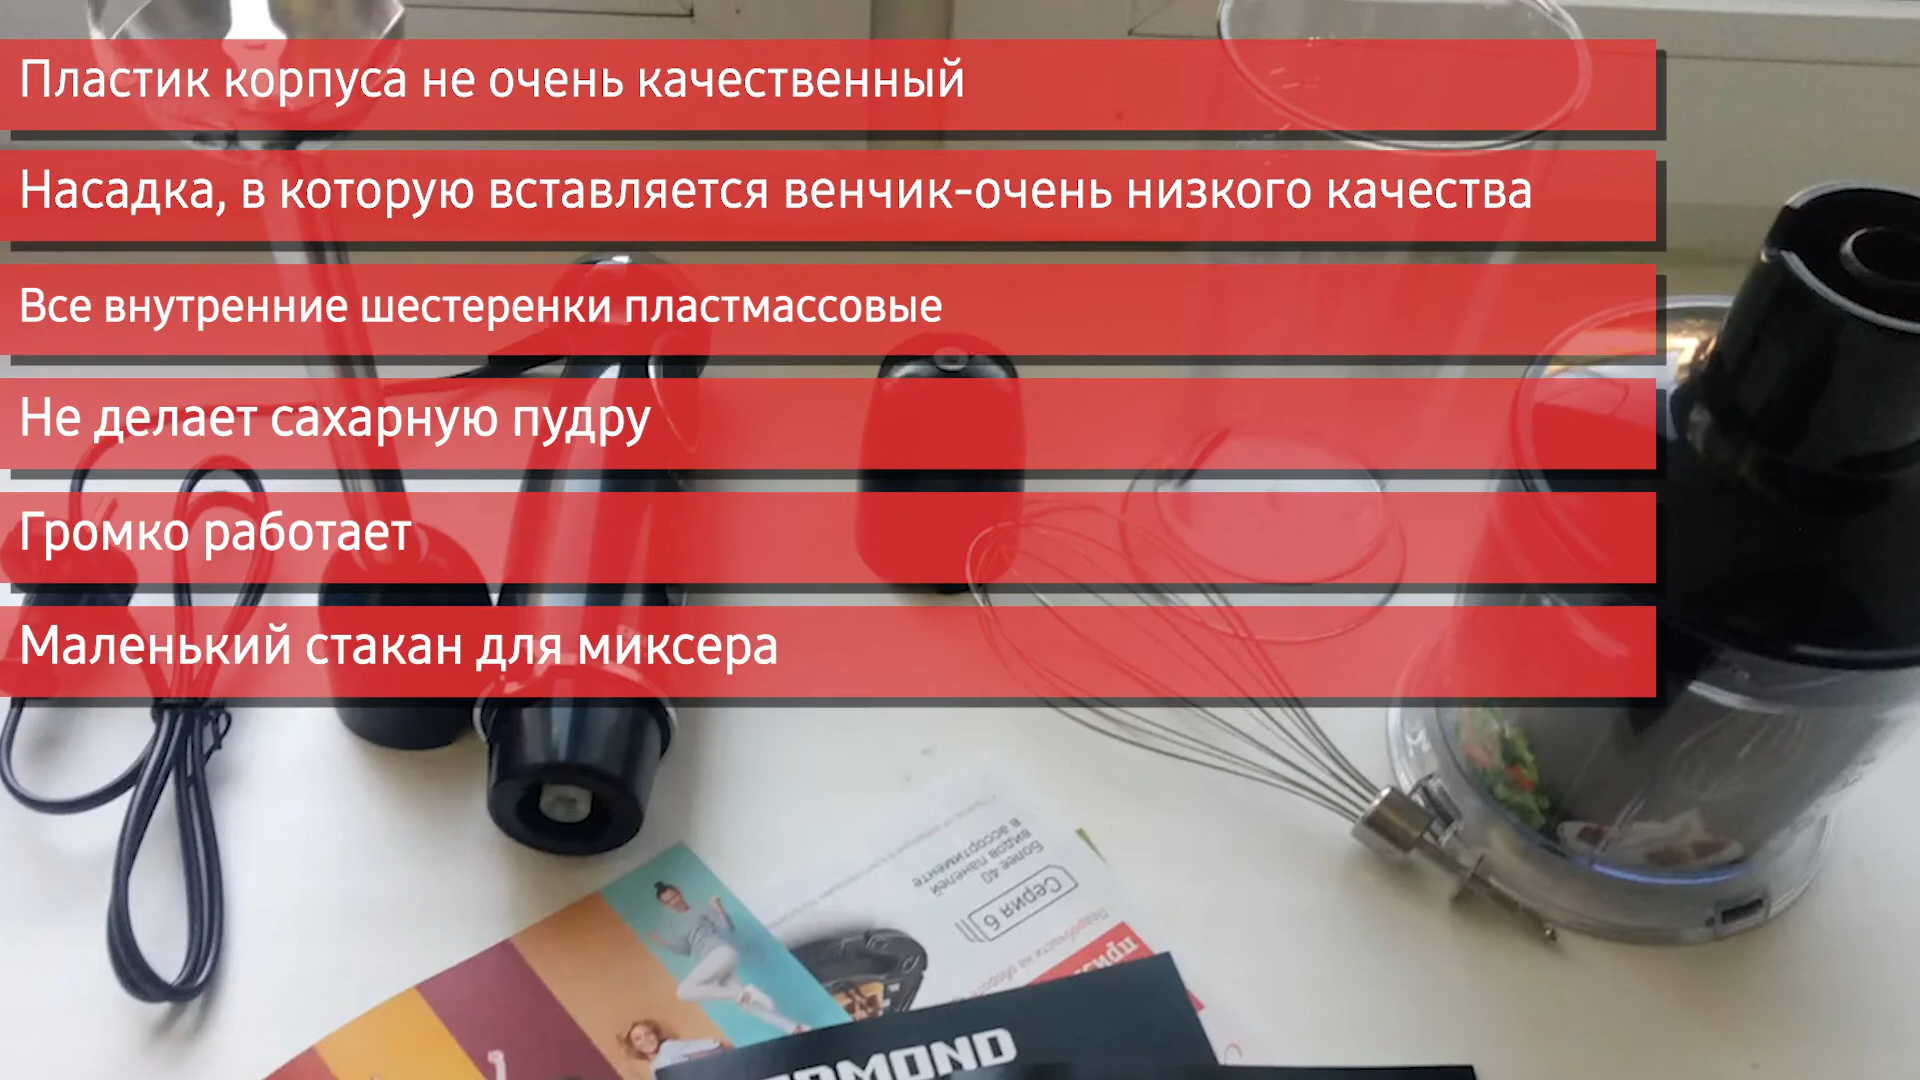 Пластик корпуса не очень качественный
Насадка, в которую вставляется венчик-очень низкого качества
Все внутренние шестеренки пластмассовые
Не делает сахарную пудру
Громко работает
Маленький стакан для миксера
Серия 6
Более 40
видов панелей
в ассортименте